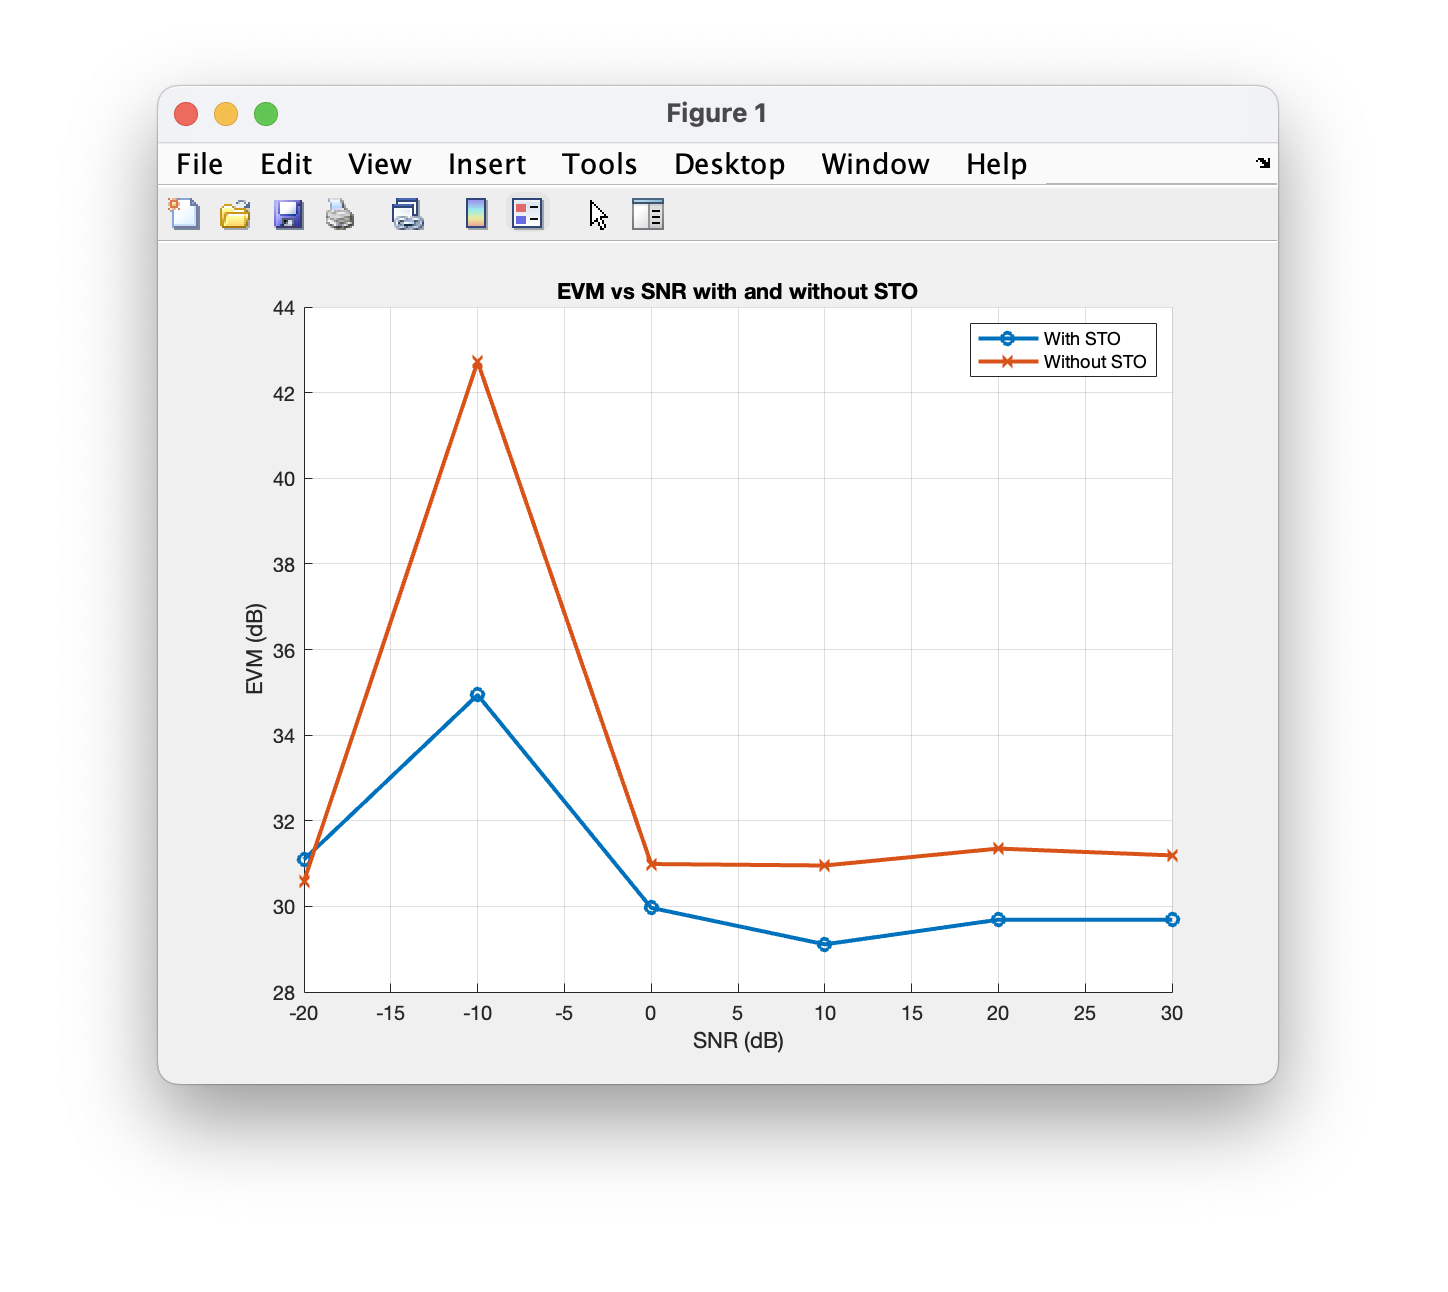 Figure 1
File Edit View Insert Tools Desktop Window Help
EVM vs SNR with and without STO
With STO
Without STO
44
42
40
38
36
34
32
30
28
EVM (dB)
-20 -15 -10 -5 0 5 10 15 20 25 30
SNR (dB)